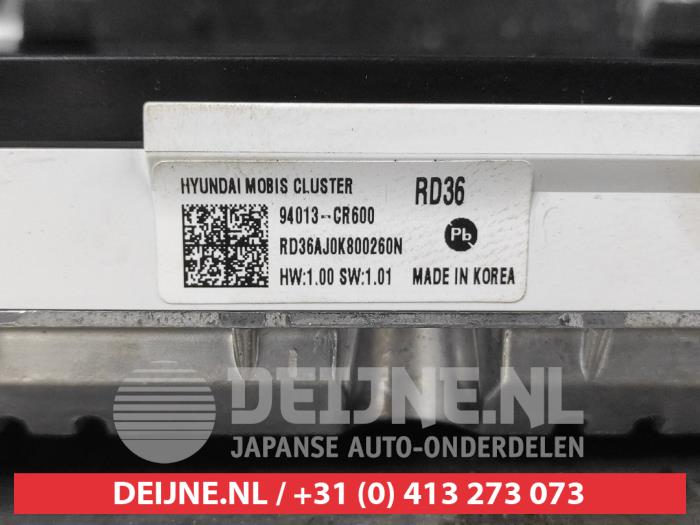 HYUNDAI MOBIS CLUSTER RD36
94013-CR600
Pb
RD36AJ0K800260N
HW:1.00 SW:1.01 MADE IN KOREA
DEIJNE.NL
JAPANSE AUTO-ONDERDELEN
DEIJNE.NL / +31 (0) 413 273 073